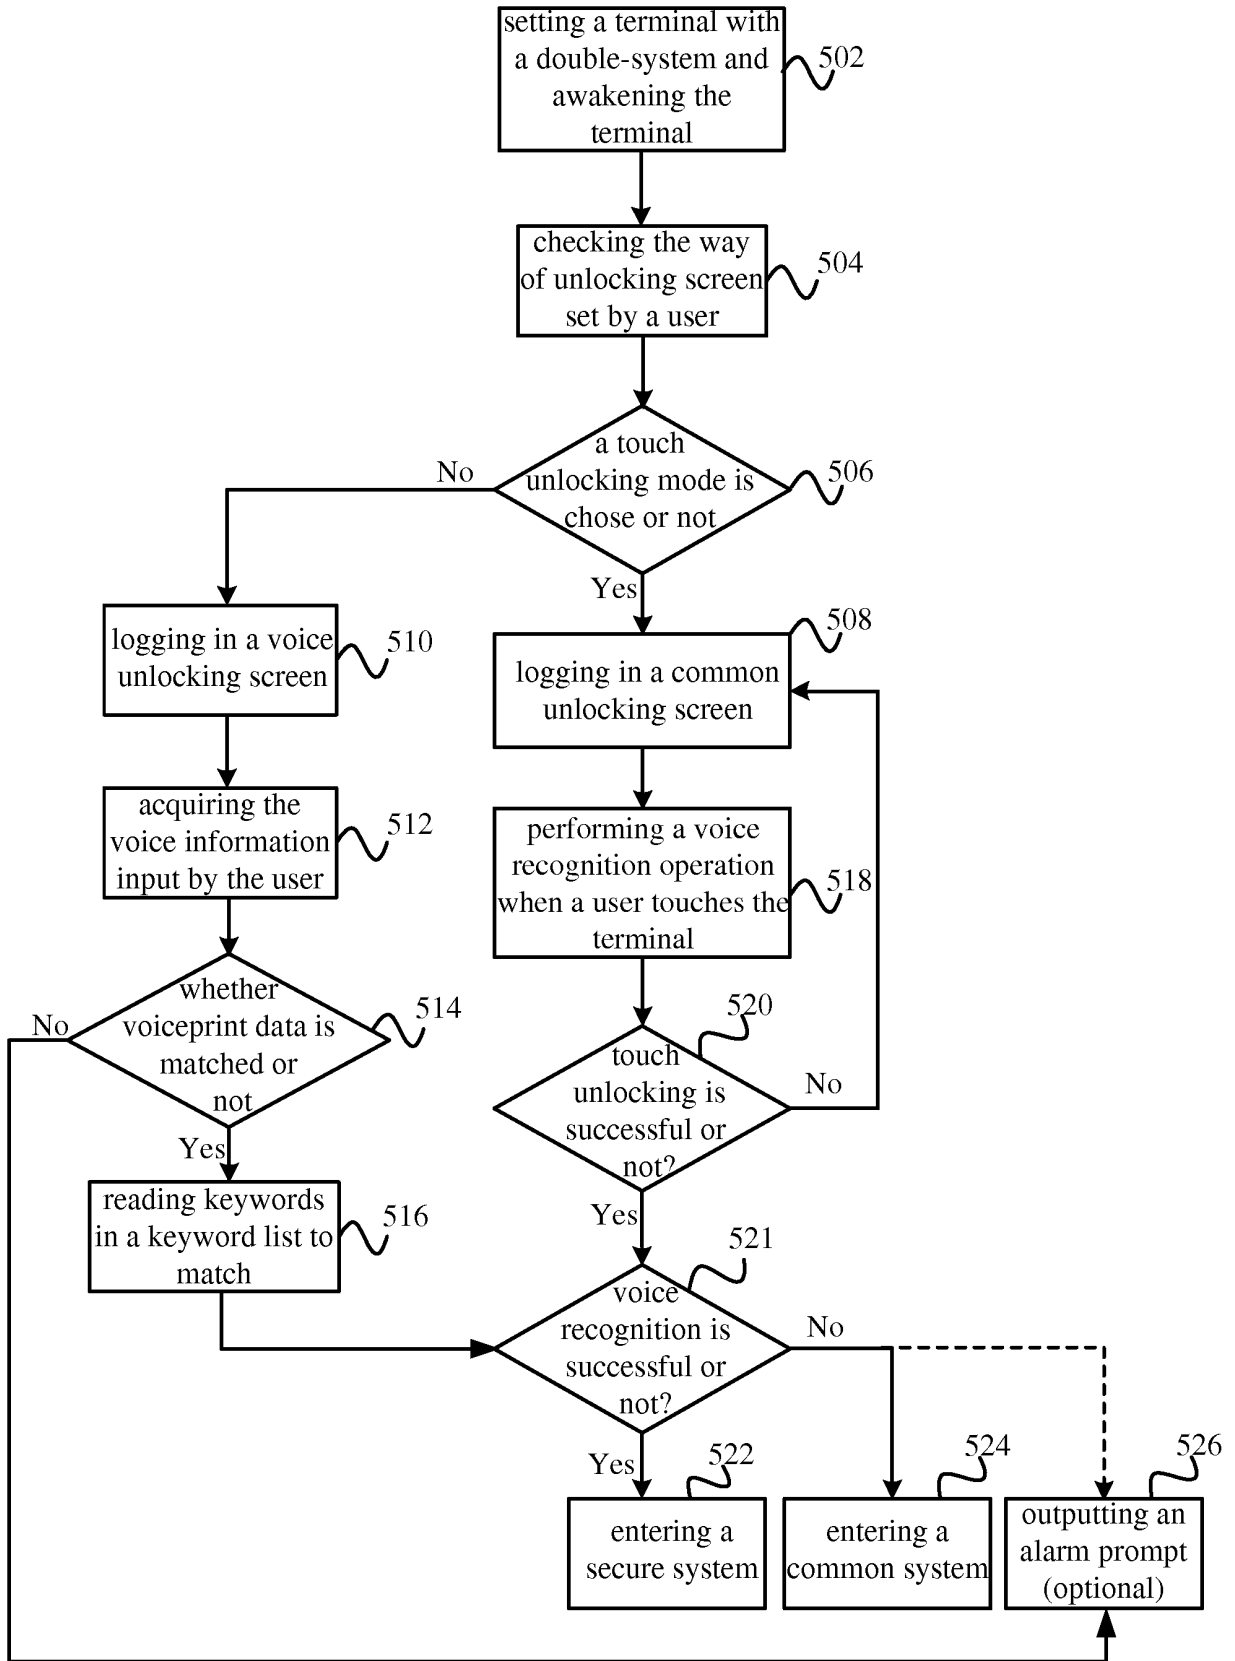 setting a terminal with
a double-system and
awakening the
terminal
502
checking the way
of unlocking screen
set by a user
504
a touch
unlocking mode is
chose or not
506
No
Yes
logging in a voice
unlocking screen
510
logging in a common
unlocking screen
508
acquiring the
voice information
input by the user
512
performing a voice
recognition operation
when a user touches the
terminal
518
whether
voiceprint data is
matched or
not
514
No
Yes
touch
unlocking is
successful or
not?
520
No
Yes
reading keywords
in a keyword list to
match
516
voice
recognition is
successful or
not?
521
No
Yes
entering a
secure system
522
entering a
common system
524
outputting an
alarm prompt
(optional)
526